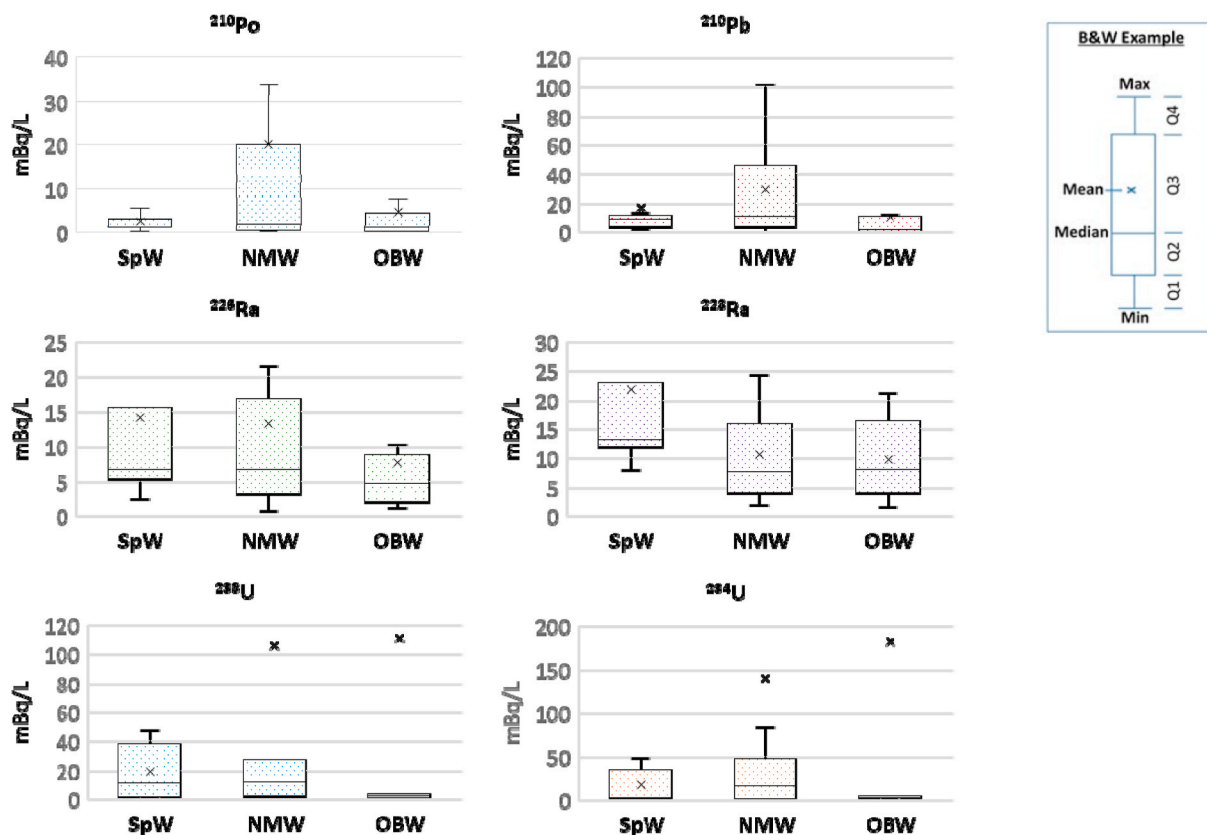 ²¹⁰Po
40
30
20
10
0
mBq/L
SpW NMW OBW
²¹⁰Pb
120
100
80
60
40
20
0
mBq/L
SpW NMW OBW
B&W Example
Max
Mean
Median
Min
Q4
Q3
Q2
Q1
²²⁶Ra
25
20
15
10
5
0
mBq/L
SpW NMW OBW
²²⁸Ra
30
25
20
15
10
5
0
mBq/L
SpW NMW OBW
²³⁸U
120
100
80
60
40
20
0
mBq/L
SpW NMW OBW
²³⁴U
200
150
100
50
0
mBq/L
SpW NMW OBW